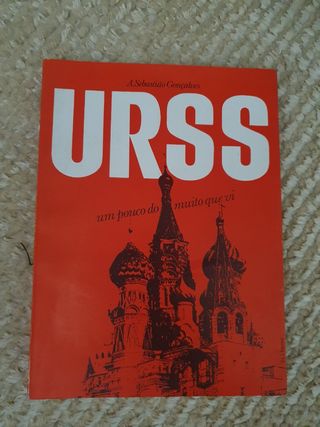 A. Sebastião Gonçalves
URSS
um pouco do muito que vi